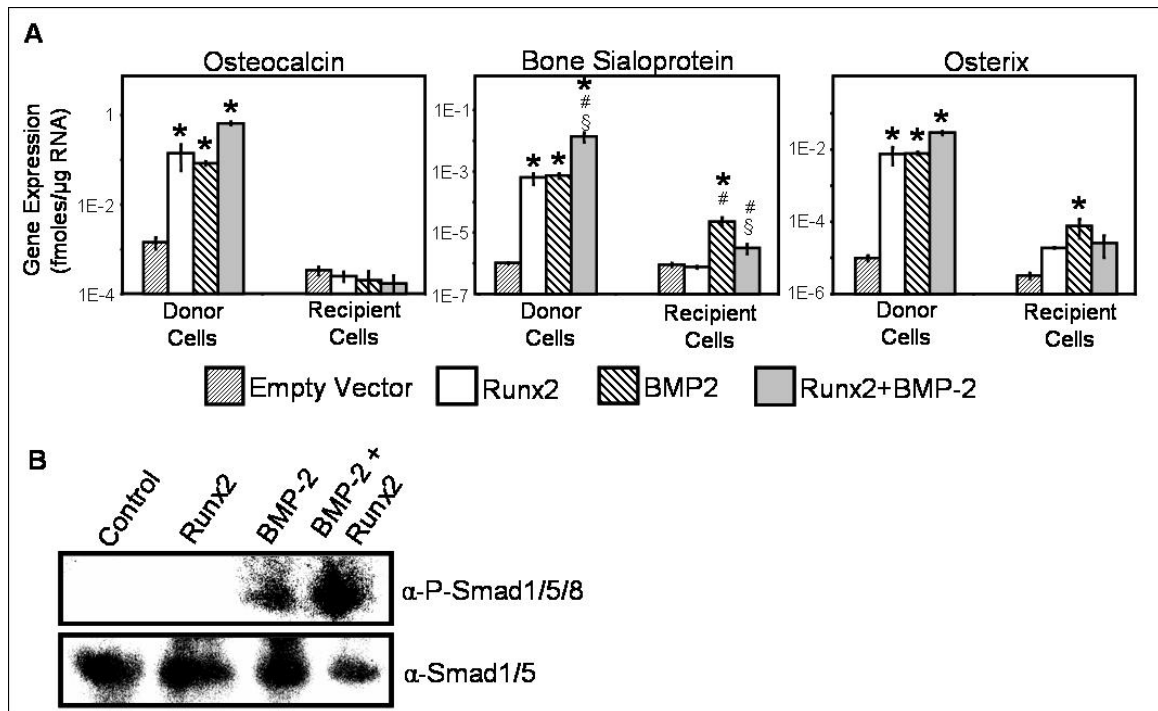 A
Osteocalcin
Bone Sialoprotein
Osterix
Gene Expression
(fmoles/µg RNA)
1
1E-2
1E-4
*
*
*
Donor
Cells
Recipient
Cells
1E-1
1E-3
1E-5
1E-7
*
*
*
#
§
*
#
#
§
Donor
Cells
Recipient
Cells
1E-2
1E-4
1E-6
*
*
*
*
Donor
Cells
Recipient
Cells
Empty Vector
Runx2
BMP2
Runx2+BMP-2
B
Control
Runx2
BMP-2
BMP-2 +
Runx2
α-P-Smad1/5/8
α-Smad1/5